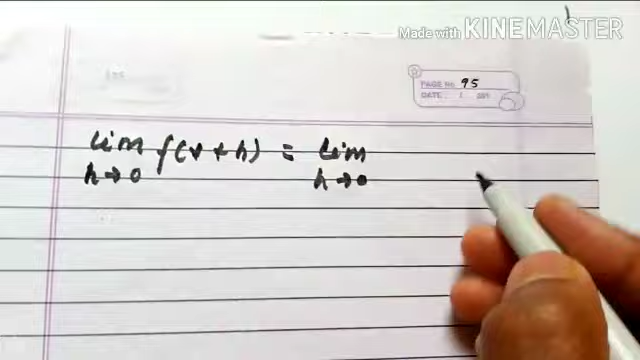 Made with KINEMASTER
PAGE NO. 95
DATE
lim f(x+h) = lim
h→0 h→0